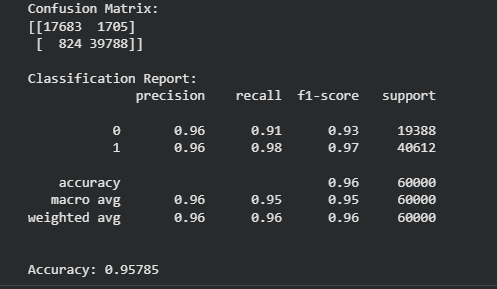 Confusion Matrix:
[[17683  1705]
 [  824 39788]]
Classification Report:
precision    recall  f1-score   support
0       0.96      0.91      0.93     19388
1       0.96      0.98      0.97     40612
accuracy                           0.96     60000
macro avg       0.96      0.95      0.95     60000
weighted avg       0.96      0.96      0.96     60000
Accuracy: 0.95785